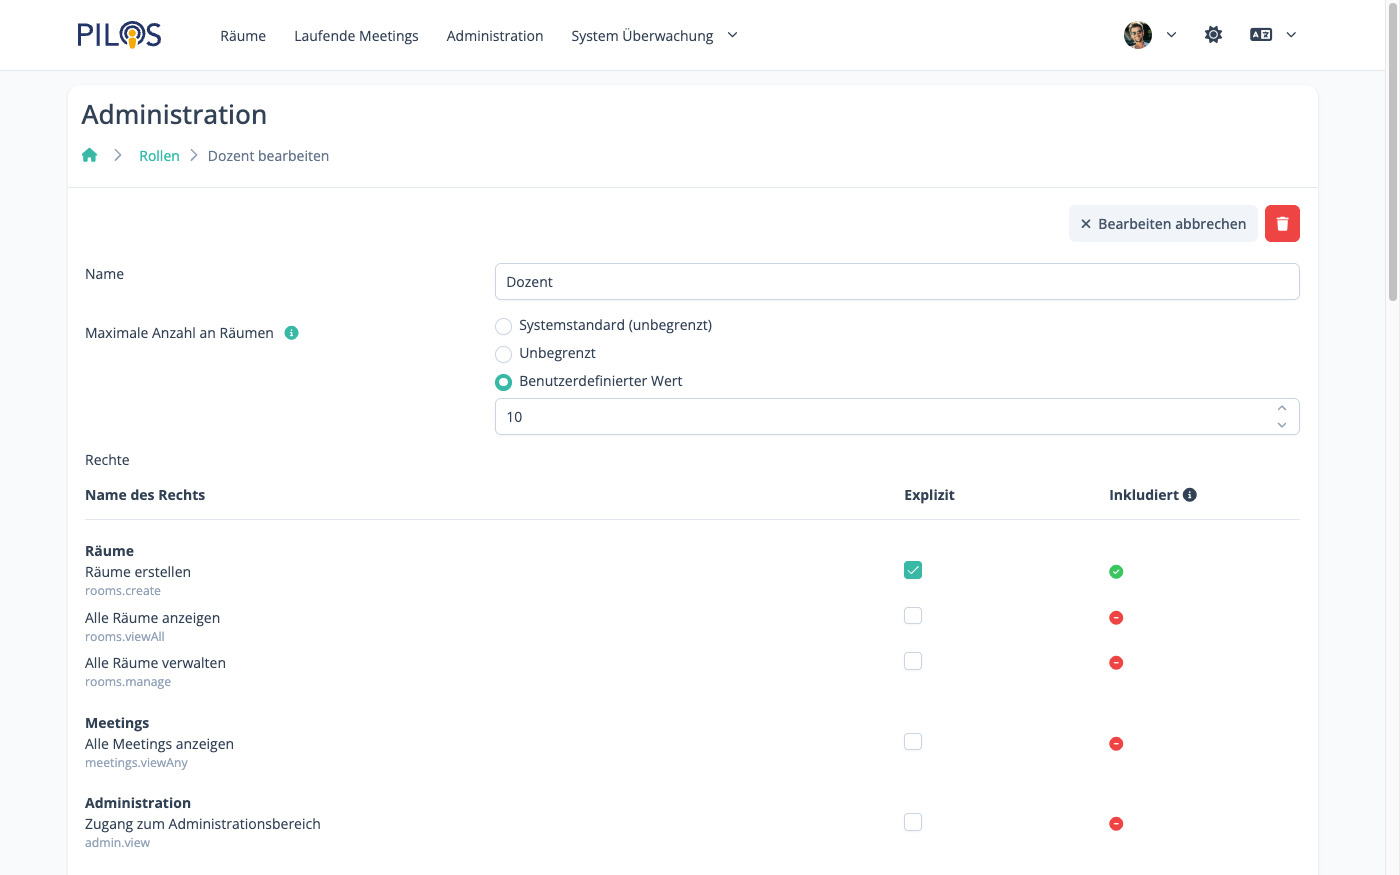 PILOS
Räume
Laufende Meetings
Administration
System Überwachung
Administration
Rollen
Dozent bearbeiten
Bearbeiten abbrechen
Name
Dozent
Maximale Anzahl an Räumen
Systemstandard (unbegrenzt)
Unbegrenzt
Benutzerdefinierter Wert
10
Rechte
Name des Rechts Explizit Inkludiert
Räume
Räume erstellen
rooms.create
Alle Räume anzeigen
rooms.viewAll
Alle Räume verwalten
rooms.manage
Meetings
Alle Meetings anzeigen
meetings.viewAny
Administration
Zugang zum Administrationsbereich
admin.view